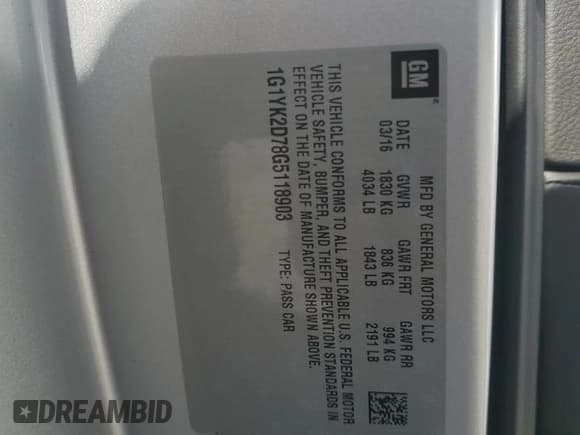 GM
MFD BY GENERAL MOTORS LLC
DATE GVWR GAWR FRT GAWR RR
03/16 1830 KG 836 KG 994 KG
4034 LB 1843 LB 2191 LB
THIS VEHICLE CONFORMS TO ALL APPLICABLE U.S. FEDERAL MOTOR
VEHICLE SAFETY, BUMPER, AND THEFT PREVENTION STANDARDS IN
EFFECT ON THE DATE OF MANUFACTURE SHOWN ABOVE.
1G1YK2D78G5118903 TYPE: PASS CAR
DREAMBID